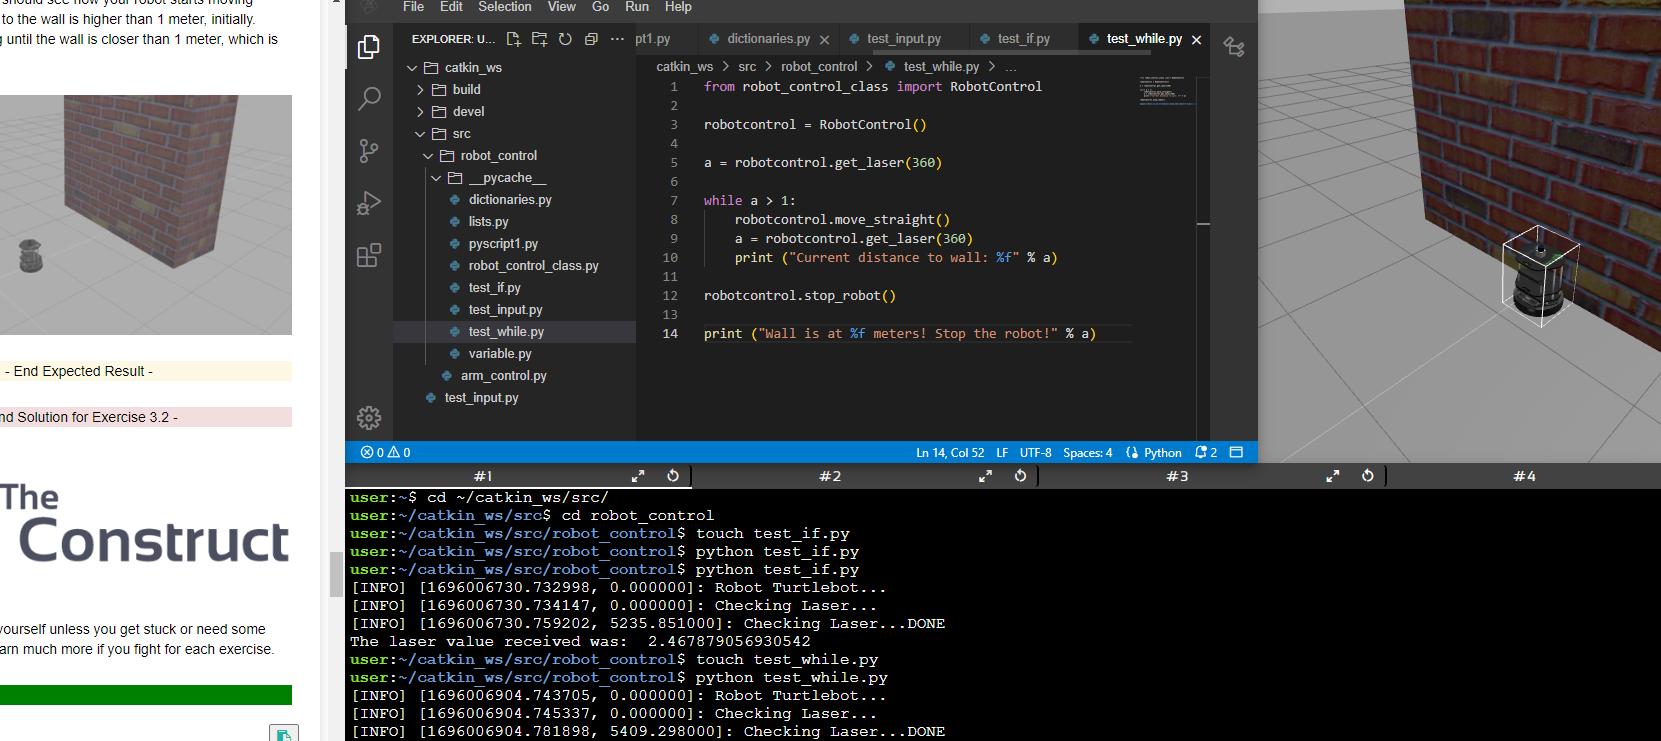 should see how your robot starts moving
to the wall is higher than 1 meter, initially.
until the wall is closer than 1 meter, which is
- End Expected Result -
nd Solution for Exercise 3.2 -
The
Construct
yourself unless you get stuck or need some
arn much more if you fight for each exercise.
File Edit Selection View Go Run Help
EXPLORER: U... pt1.py dictionaries.py test_input.py test_if.py test_while.py
catkin_ws > src > robot_control > test_while.py > ...
catkin_ws
build
devel
src
robot_control
__pycache__
dictionaries.py
lists.py
pyscript1.py
robot_control_class.py
test_if.py
test_input.py
test_while.py
variable.py
arm_control.py
test_input.py
1 from robot_control_class import RobotControl
2
3 robotcontrol = RobotControl()
4
5 a = robotcontrol.get_laser(360)
6
7 while a > 1:
8 robotcontrol.move_straight()
9 a = robotcontrol.get_laser(360)
10 print ("Current distance to wall: %f" % a)
11
12 robotcontrol.stop_robot()
13
14 print ("Wall is at %f meters! Stop the robot!" % a)
0 0 Ln 14, Col 52 LF UTF-8 Spaces: 4 Python 2
#1 #2 #3 #4
user:~$ cd ~/catkin_ws/src/
user:~/catkin_ws/src$ cd robot_control
user:~/catkin_ws/src/robot_control$ touch test_if.py
user:~/catkin_ws/src/robot_control$ python test_if.py
user:~/catkin_ws/src/robot_control$ python test_if.py
[INFO] [1696006730.732998, 0.000000]: Robot Turtlebot...
[INFO] [1696006730.734147, 0.000000]: Checking Laser...
[INFO] [1696006730.759202, 5235.851000]: Checking Laser...DONE
The laser value received was:  2.467879056930542
user:~/catkin_ws/src/robot_control$ touch test_while.py
user:~/catkin_ws/src/robot_control$ python test_while.py
[INFO] [1696006904.743705, 0.000000]: Robot Turtlebot...
[INFO] [1696006904.745337, 0.000000]: Checking Laser...
[INFO] [1696006904.781898, 5409.298000]: Checking Laser...DONE